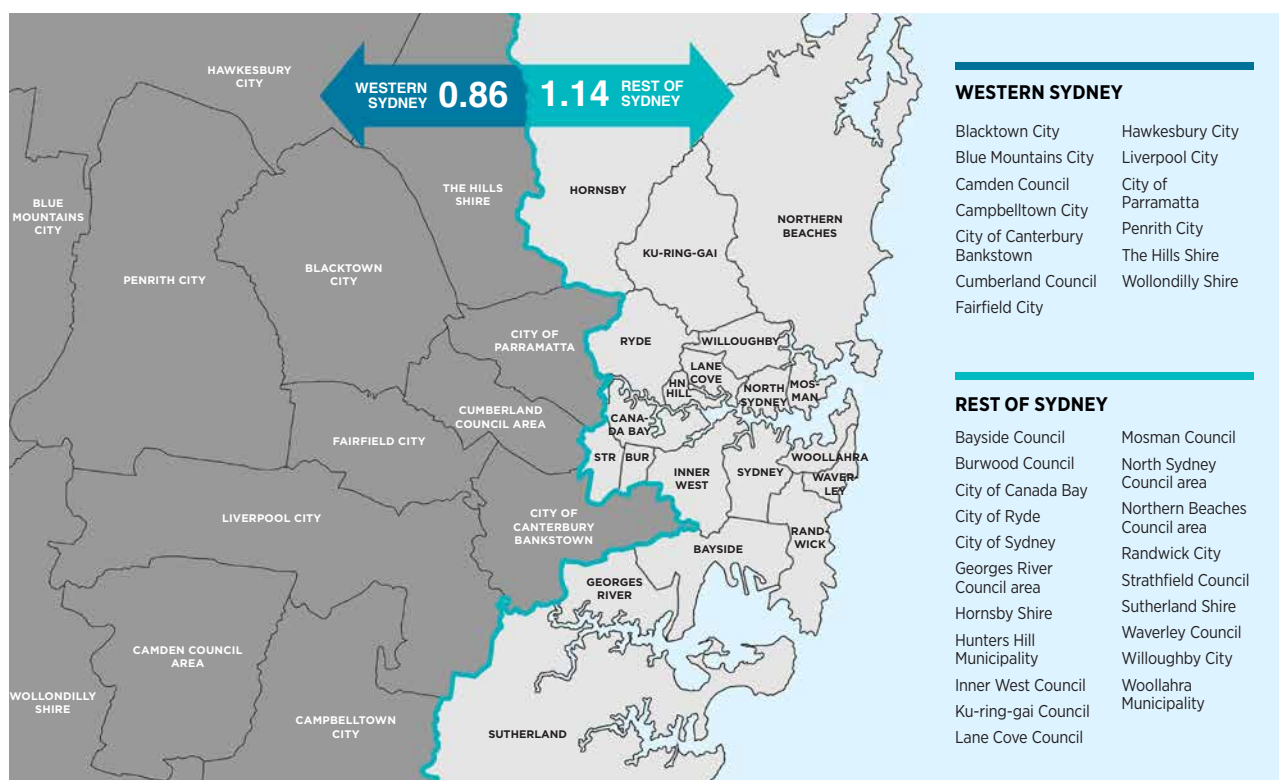 HAWKESBURY
CITY
WESTERN
SYDNEY
0.86
1.14
REST OF
SYDNEY
BLUE
MOUNTAINS
CITY
THE HILLS
SHIRE
HORNSBY
NORTHERN
BEACHES
KU-RING-GAI
PENRITH CITY
BLACKTOWN
CITY
CITY OF
PARRAMATTA
RYDE
WILLOUGHBY
LANE
COVE
HN
HILL
NORTH
SYDNEY
MOS-
MAN
CUMBERLAND
COUNCIL AREA
CANA-
DA BAY
FAIRFIELD CITY
STR
BUR
INNER
WEST
SYDNEY
WOOLLAHRA
WAVER-
LEY
LIVERPOOL CITY
CITY OF
CANTERBURY
BANKSTOWN
RAND-
WICK
BAYSIDE
GEORGES
RIVER
CAMDEN COUNCIL
AREA
WOLLONDILLY
SHIRE
CAMPBELLTOWN
CITY
SUTHERLAND
WESTERN SYDNEY
Blacktown City
Blue Mountains City
Camden Council
Campbelltown City
City of Canterbury
Bankstown
Cumberland Council
Fairfield City
Hawkesbury City
Liverpool City
City of
Parramatta
Penrith City
The Hills Shire
Wollondilly Shire
REST OF SYDNEY
Bayside Council
Burwood Council
City of Canada Bay
City of Ryde
City of Sydney
Georges River
Council area
Hornsby Shire
Hunters Hill
Municipality
Inner West Council
Ku-ring-gai Council
Lane Cove Council
Mosman Council
North Sydney
Council area
Northern Beaches
Council area
Randwick City
Strathfield Council
Sutherland Shire
Waverley Council
Willoughby City
Woollahra
Municipality